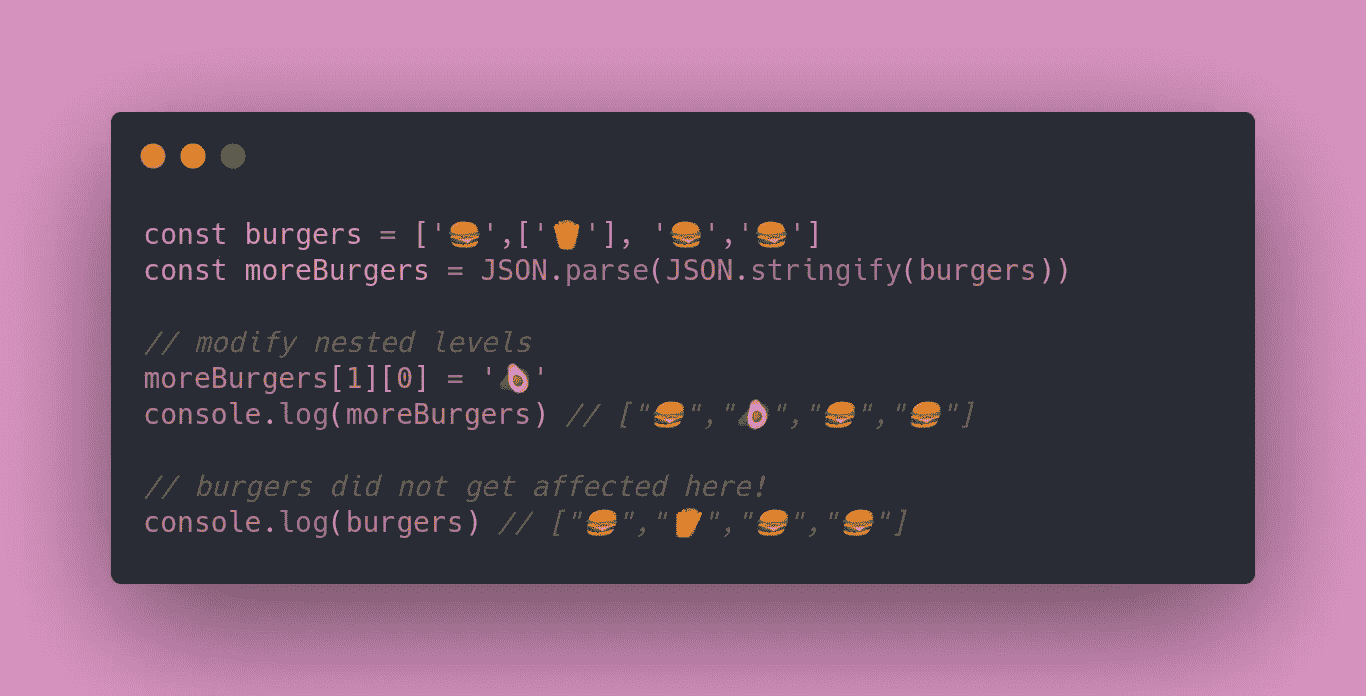 const burgers = ['🍔',['🍟'], '🍔','🍔']
const moreBurgers = JSON.parse(JSON.stringify(burgers))
// modify nested levels
moreBurgers[1][0] = '🥑'
console.log(moreBurgers) // ["🍔","🥑","🍔","🍔"]
// burgers did not get affected here!
console.log(burgers) // ["🍔","🍟","🍔","🍔"]